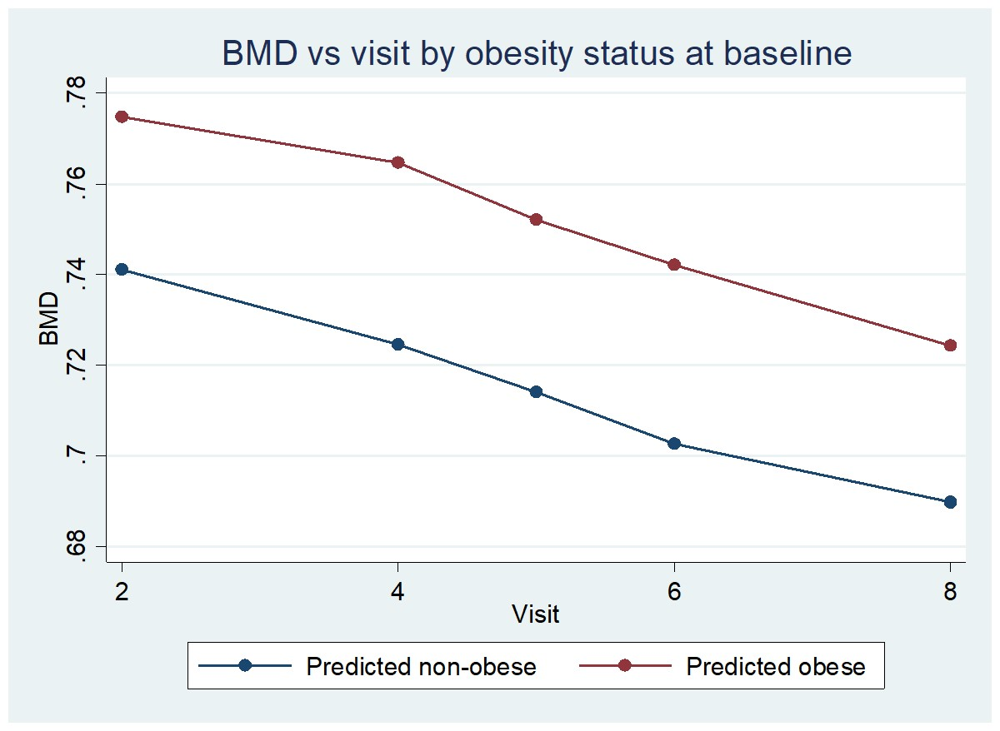 BMD vs visit by obesity status at baseline
.78
.76
.74
.72
.7
.68
BMD
2 4 6 8
Visit
Predicted non-obese Predicted obese